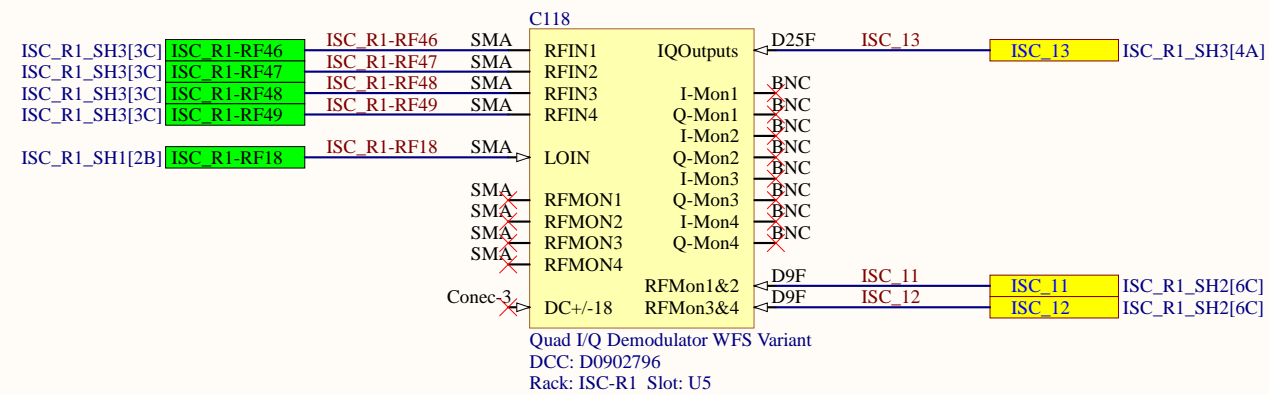 C118
ISC_R1_SH3[3C] ISC_R1-RF46 ISC_R1-RF46 SMA RFIN1 IQOutputs D25F ISC_13 ISC_13 ISC_R1_SH3[4A]
ISC_R1_SH3[3C] ISC_R1-RF47 ISC_R1-RF47 SMA RFIN2
ISC_R1_SH3[3C] ISC_R1-RF48 ISC_R1-RF48 SMA RFIN3 I-Mon1 BNC
ISC_R1_SH3[3C] ISC_R1-RF49 ISC_R1-RF49 SMA RFIN4 Q-Mon1 BNC
I-Mon2 BNC
ISC_R1_SH1[2B] ISC_R1-RF18 ISC_R1-RF18 SMA LOIN Q-Mon2 BNC
I-Mon3 BNC
SMA RFMON1 Q-Mon3 BNC
SMA RFMON2 I-Mon4 BNC
SMA RFMON3 Q-Mon4 BNC
SMA RFMON4
RFMon1&2 D9F ISC_11 ISC_11 ISC_R1_SH2[6C]
Conec-3 DC+/-18 RFMon3&4 D9F ISC_12 ISC_12 ISC_R1_SH2[6C]
Quad I/Q Demodulator WFS Variant
DCC: D0902796
Rack: ISC-R1 Slot: U5